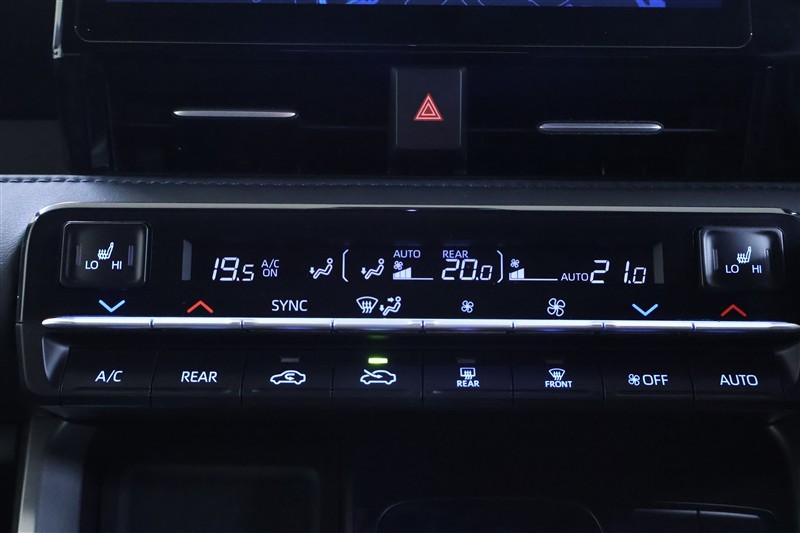 LO HI
19.5 A/C ON
AUTO
REAR
20.0
AUTO 21.0
LO HI
SYNC
A/C
REAR
REAR
FRONT
OFF
AUTO